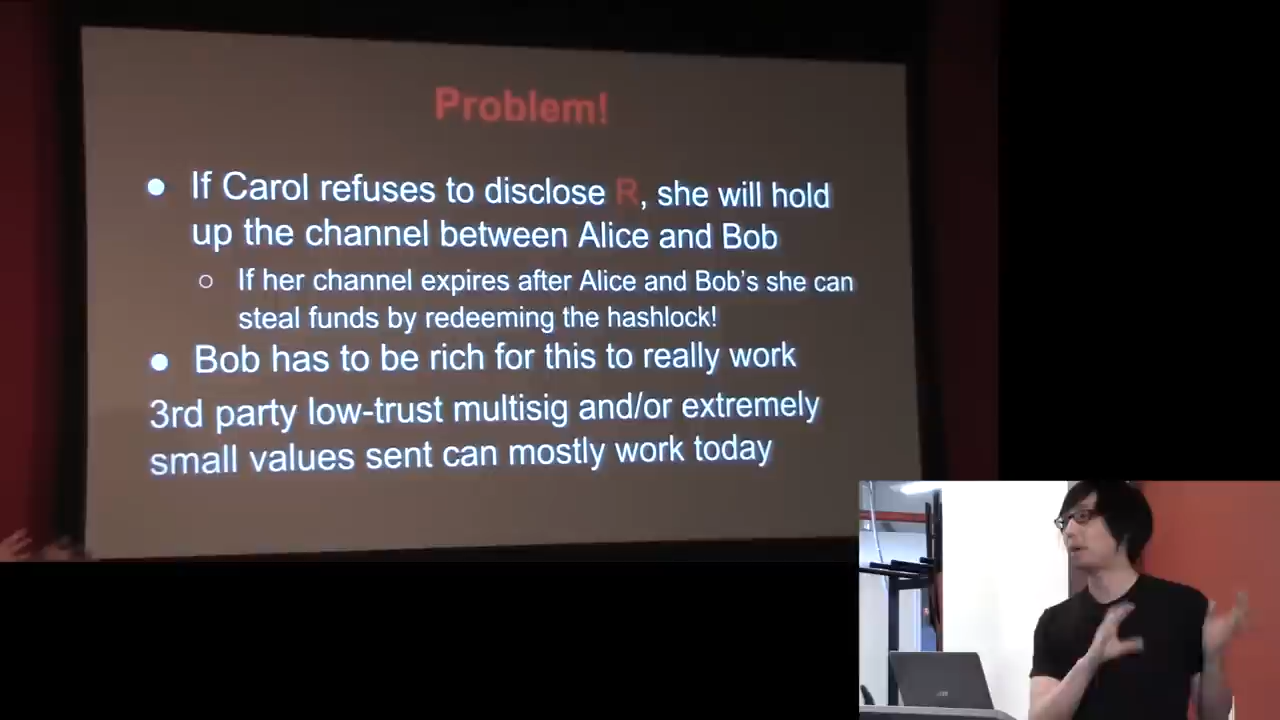 Problem!
● If Carol refuses to disclose R, she will hold
up the channel between Alice and Bob
○ If her channel expires after Alice and Bob's she can
steal funds by redeeming the hashlock!
● Bob has to be rich for this to really work
3rd party low-trust multisig and/or extremely
small values sent can mostly work today